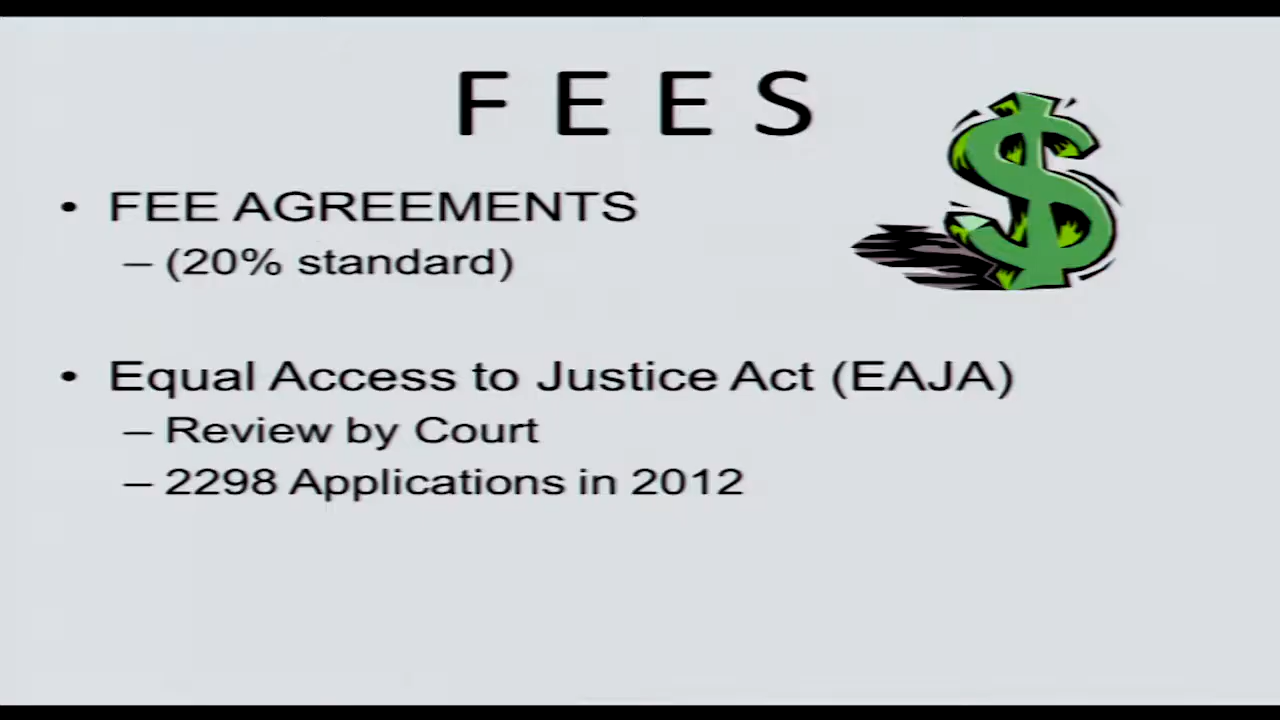 F E E S
• FEE AGREEMENTS
– (20% standard)
• Equal Access to Justice Act (EAJA)
– Review by Court
– 2298 Applications in 2012